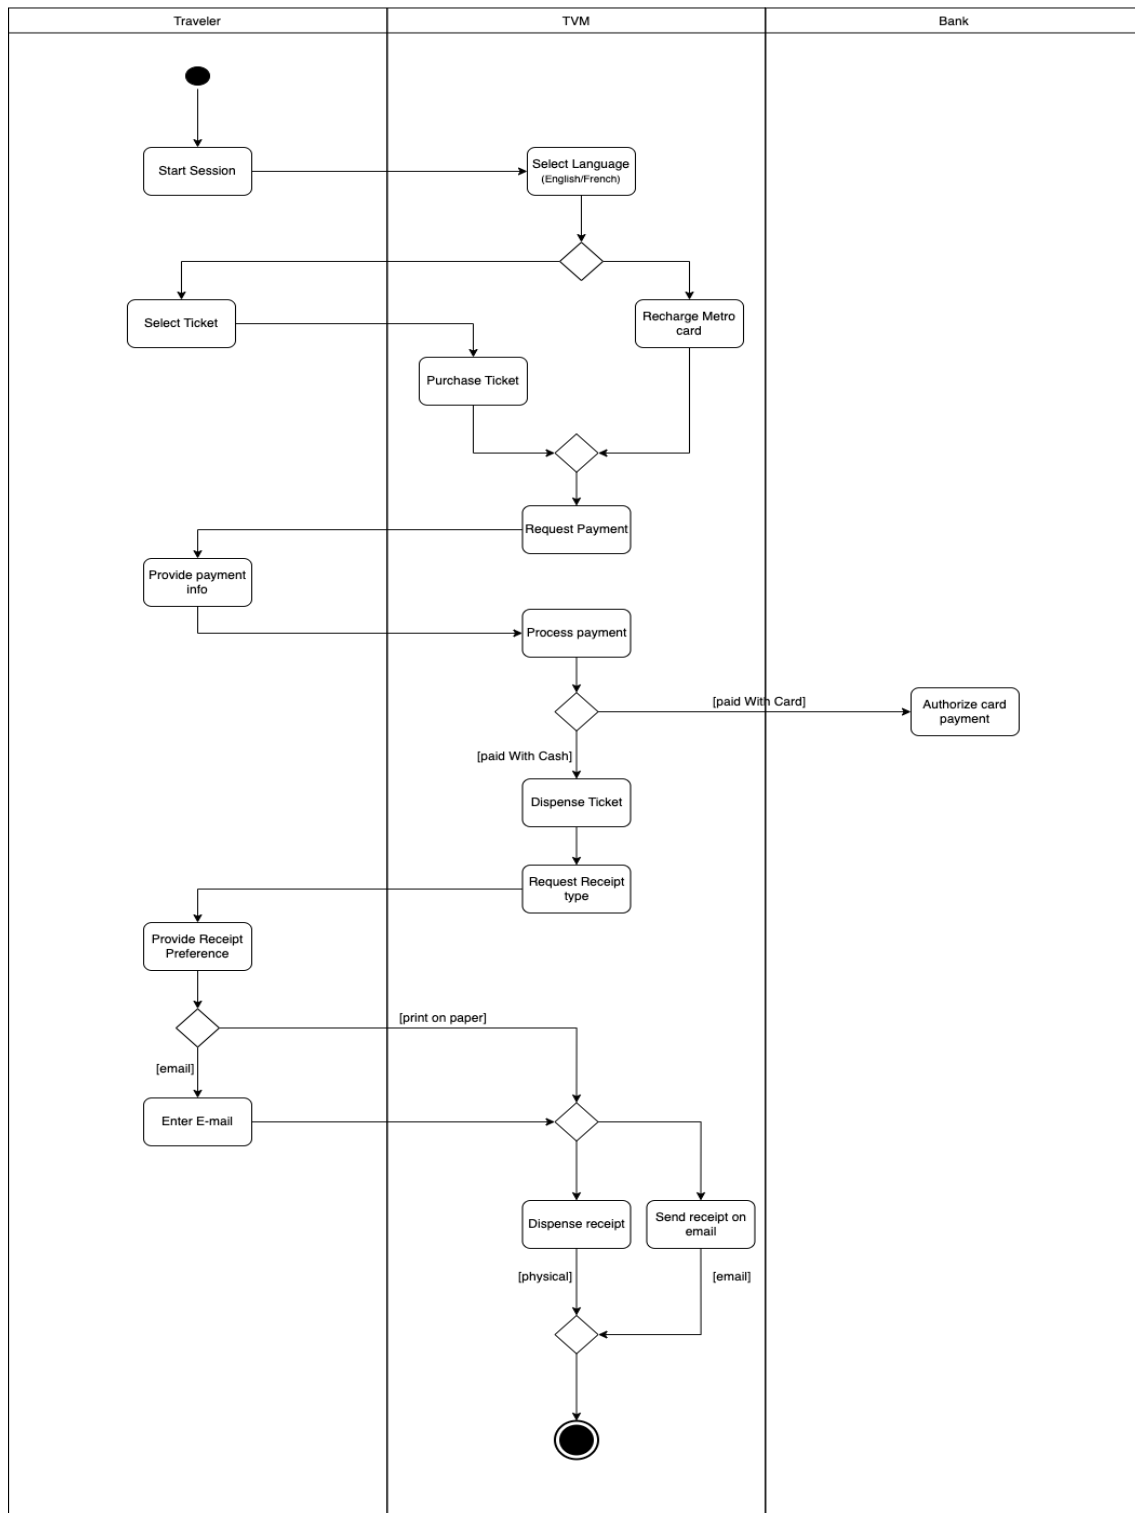 Traveler
TVM
Bank
Start Session
Select Language
(English/French)
Select Ticket
Recharge Metro
card
Purchase Ticket
Request Payment
Provide payment
info
Process payment
[paid With Card]
Authorize card
payment
[paid With Cash]
Dispense Ticket
Request Receipt
type
Provide Receipt
Preference
[print on paper]
[email]
Enter E-mail
Dispense receipt
Send receipt on
email
[physical]
[email]